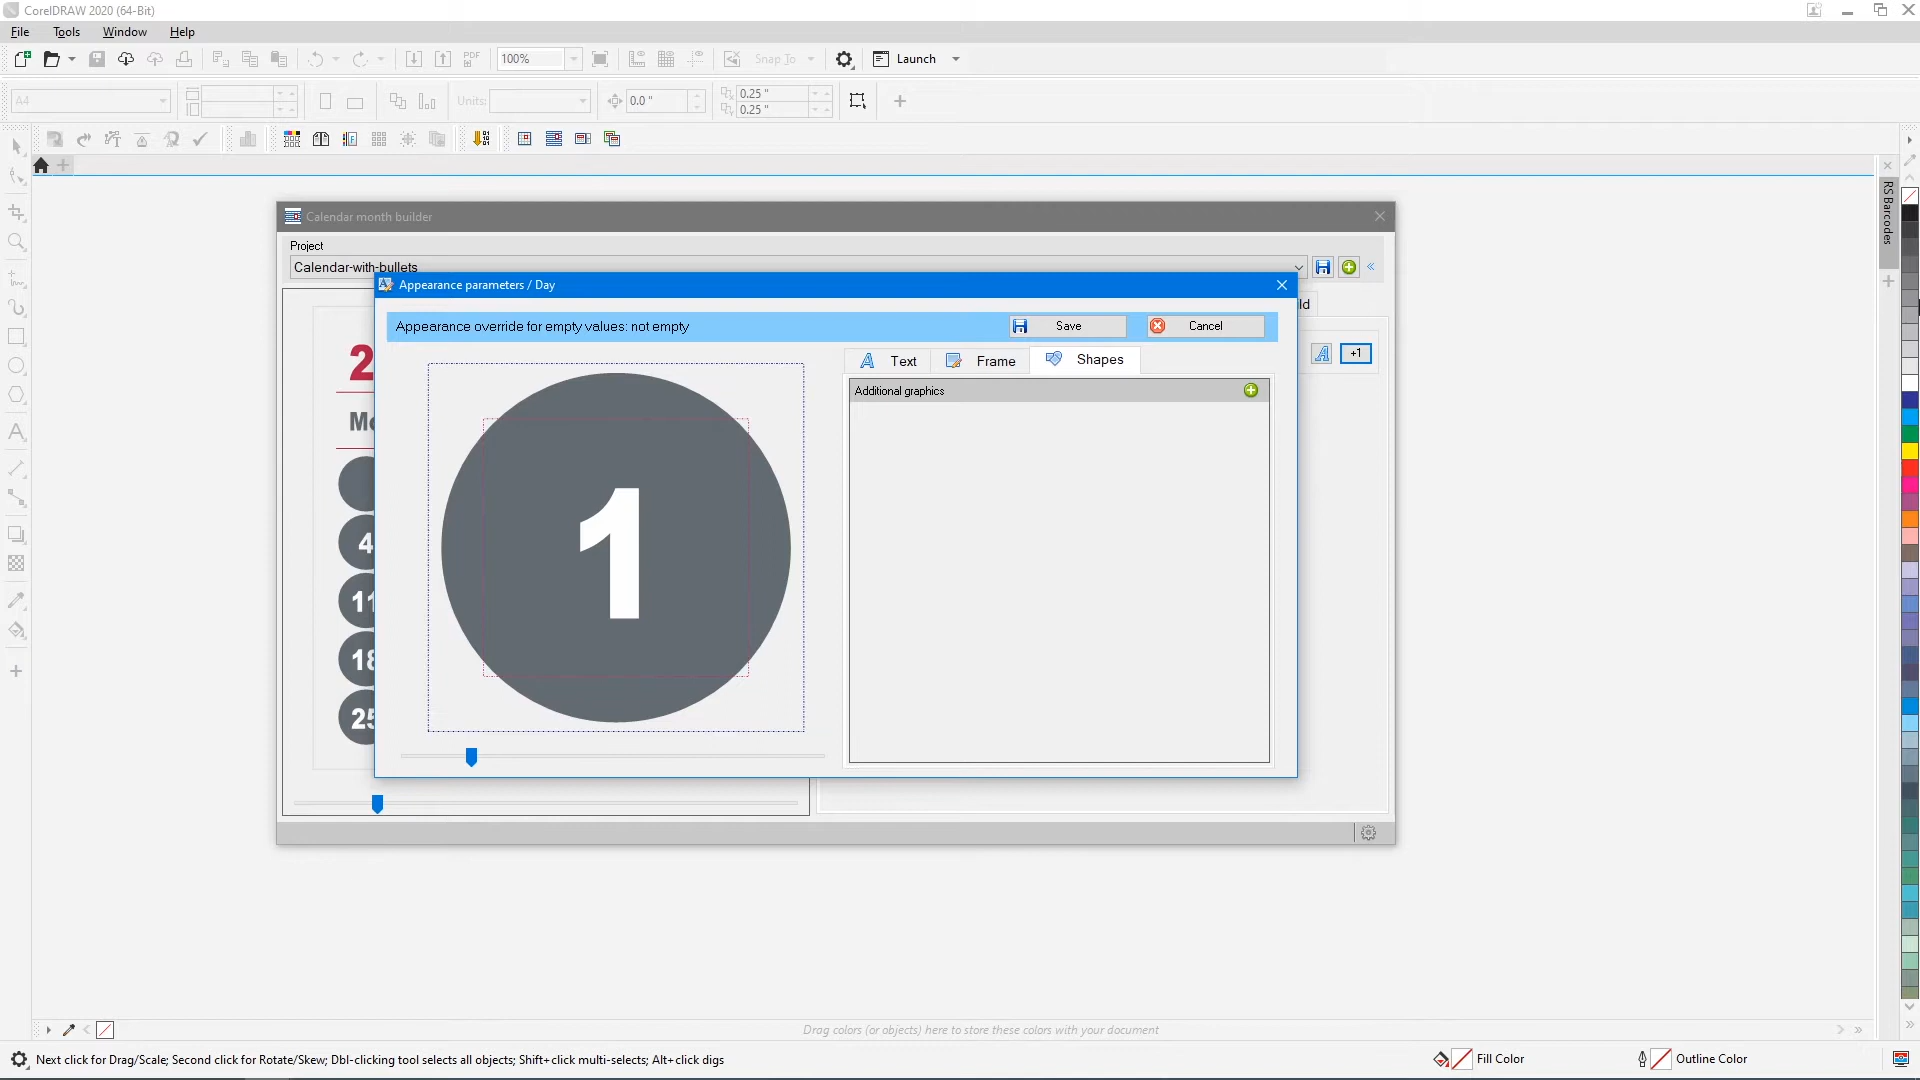 CorelDRAW 2020 (64-Bit)
File Tools Window Help
PDF 100% Snap To Launch
A4 Units: 0.0 " 0.25 "
0.25 "
Calendar month builder
Project
Calendar-with-bullets
Appearance parameters / Day
ld
Appearance override for empty values: not empty Save Cancel
+1
Text Frame Shapes
Additional graphics
2
Mo
4
11
18
25
1
RS Barcodes
Drag colors (or objects) here to store these colors with your document
Next click for Drag/Scale; Second click for Rotate/Skew; Dbl-clicking tool selects all objects; Shift+click multi-selects; Alt+click digs
Fill Color Outline Color